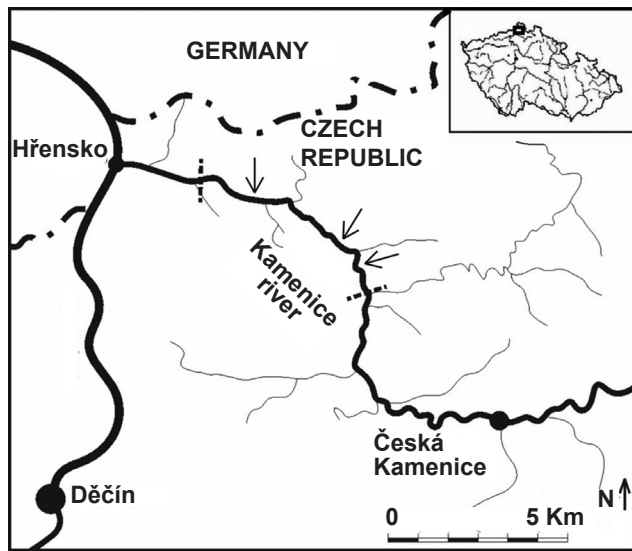 GERMANY
CZECH
REPUBLIC
Hřensko
Kamenice
river
Česká
Kamenice
Děčín
N
0 5 Km